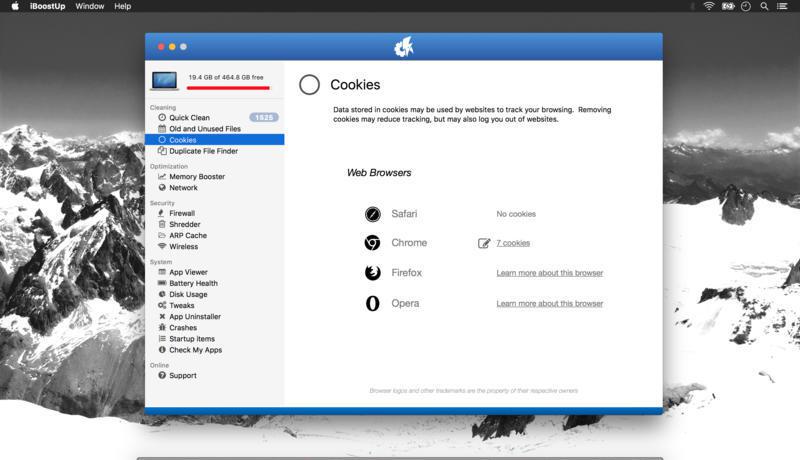 iBoostUp Window Help
19.4 GB of 464.8 GB free
Cleaning
Quick Clean 1525
Old and Unused Files
Cookies
Duplicate File Finder
Optimization
Memory Booster
Network
Security
Firewall
Shredder
ARP Cache
Wireless
System
App Viewer
Battery Health
Disk Usage
Tweaks
App Uninstaller
Crashes
Startup items
Check My Apps
Online
Support
Cookies
Data stored in cookies may be used by websites to track your browsing. Removing
cookies may reduce tracking, but may also log you out of websites.
Web Browsers
Safari No cookies
Chrome 7 cookies
Firefox Learn more about this browser
Opera Learn more about this browser
Browser logos and other trademarks are the property of their respective owners